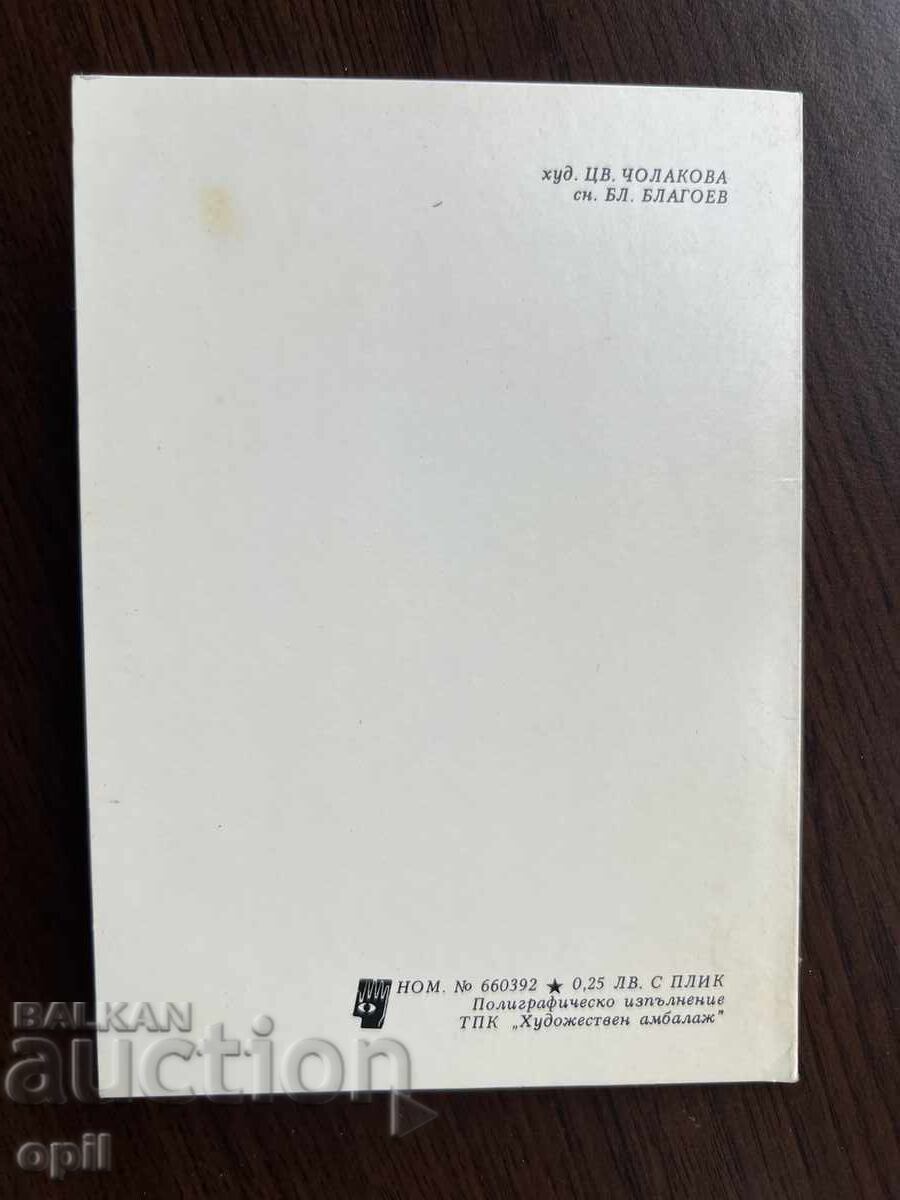 худ. ЦВ. ЧОЛАКОВА
сн. БЛ. БЛАГОЕВ
НОМ. № 660392 ★ 0,25 ЛВ. С ПЛИК
Полиграфическо изпълнение
ТПК „Художествен амбалаж"
BALKAN
auction
opil